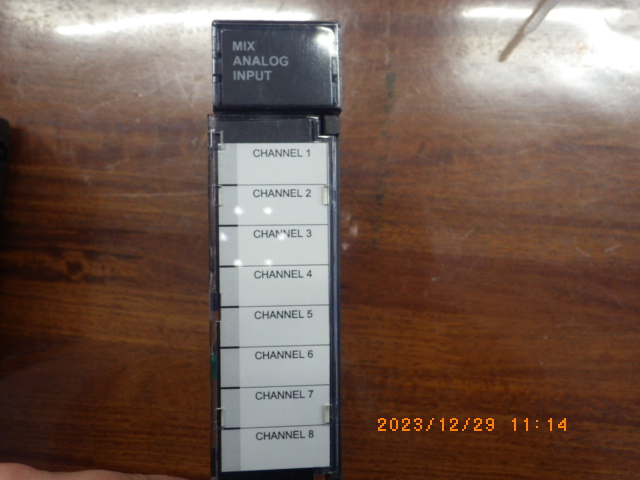 MIX
ANALOG
INPUT
CHANNEL 1
CHANNEL 2
CHANNEL 3
CHANNEL 4
CHANNEL 5
CHANNEL 6
CHANNEL 7
CHANNEL 8
2023/12/29 11:14